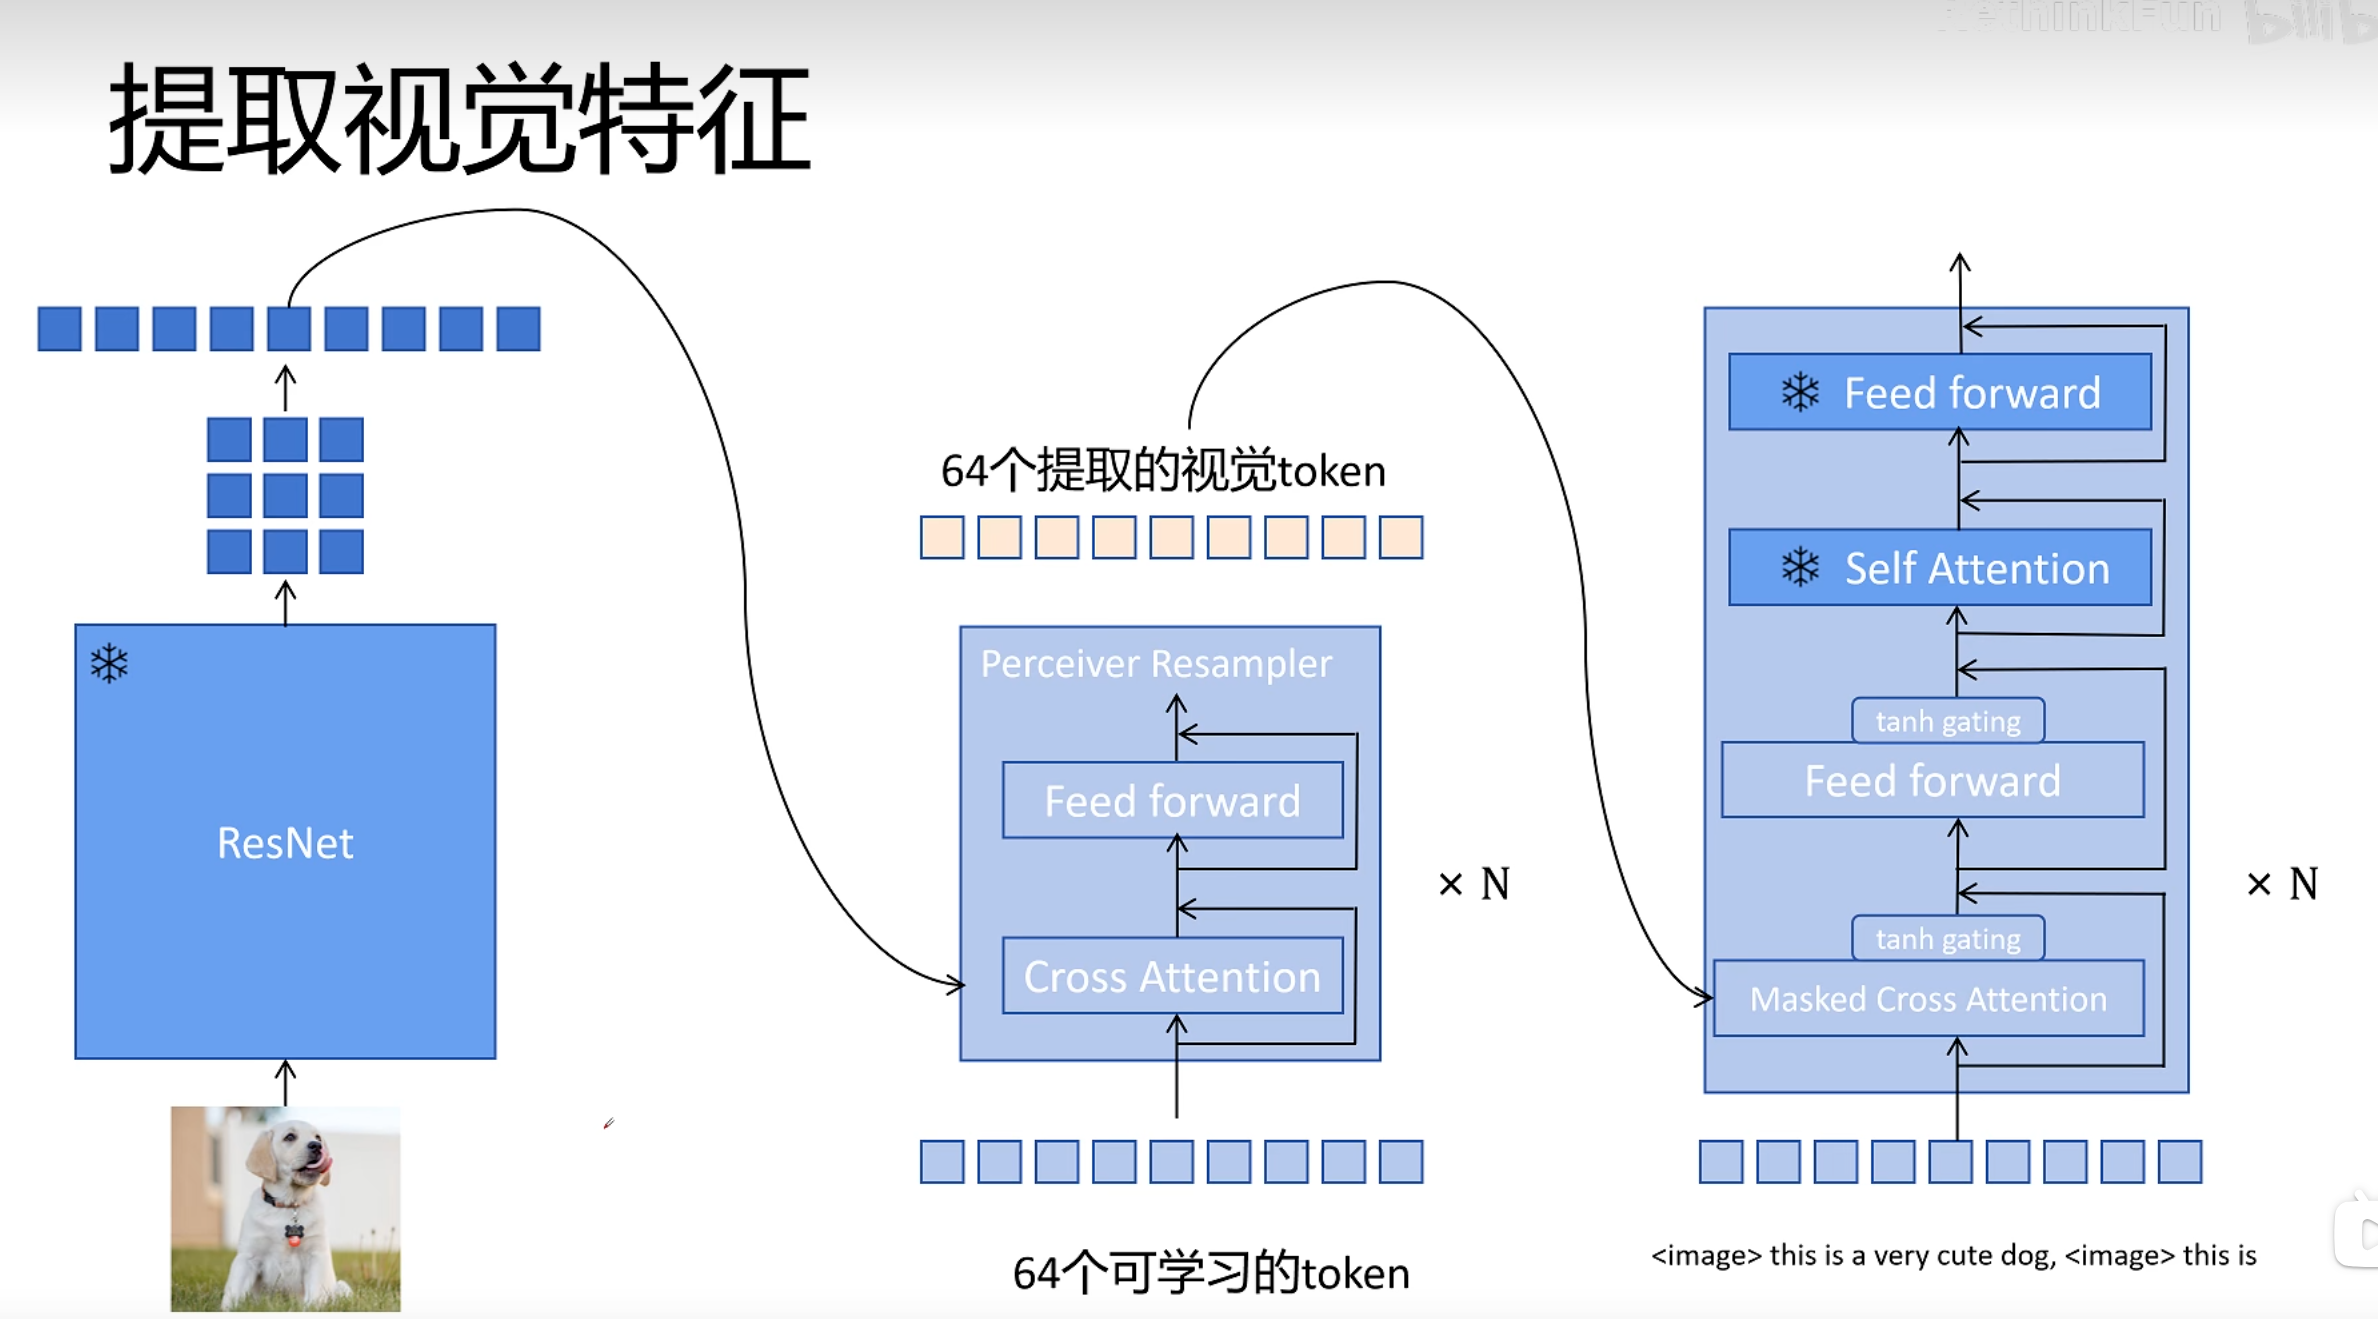 提取视觉特征
ResNet
64个提取的视觉token
Perceiver Resampler
Feed forward
Cross Attention
× N
64个可学习的token
Feed forward
Self Attention
tanh gating
Feed forward
tanh gating
Masked Cross Attention
× N
<image> this is a very cute dog, <image> this is